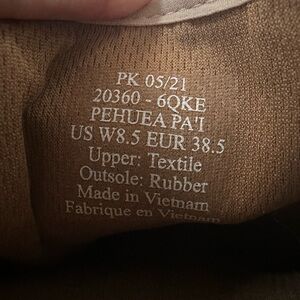 PK 05/21
20360 - 6QKE
PEHUEA PA'I
US W8.5 EUR 38.5
Upper: Textile
Outsole: Rubber
Made in Vietnam
Fabrique en Vietnam